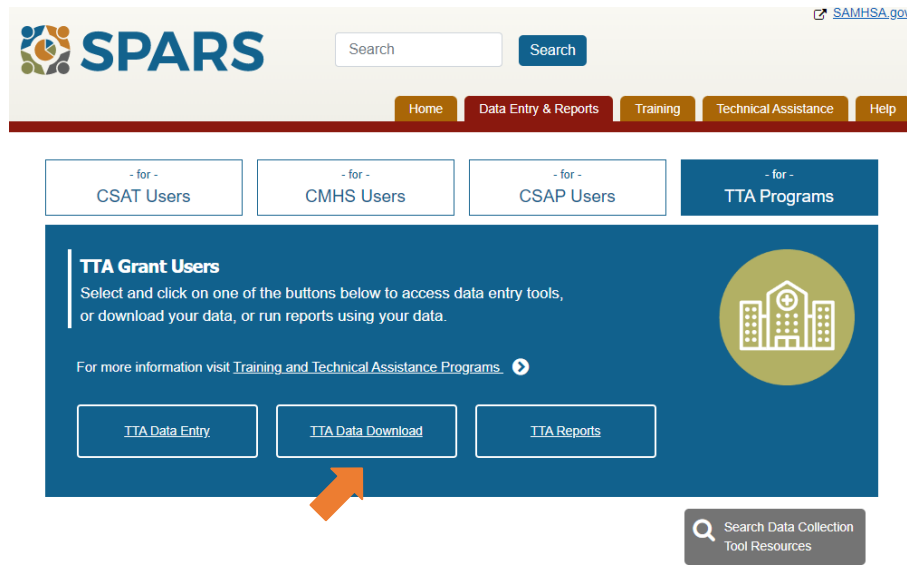 SAMHSA.gov
SPARS
Search
Search
Home
Data Entry & Reports
Training
Technical Assistance
Help
- for -
CSAT Users
- for -
CMHS Users
- for -
CSAP Users
- for -
TTA Programs
TTA Grant Users
Select and click on one of the buttons below to access data entry tools,
or download your data, or run reports using your data.
For more information visit Training and Technical Assistance Programs
TTA Data Entry
TTA Data Download
TTA Reports
Search Data Collection
Tool Resources